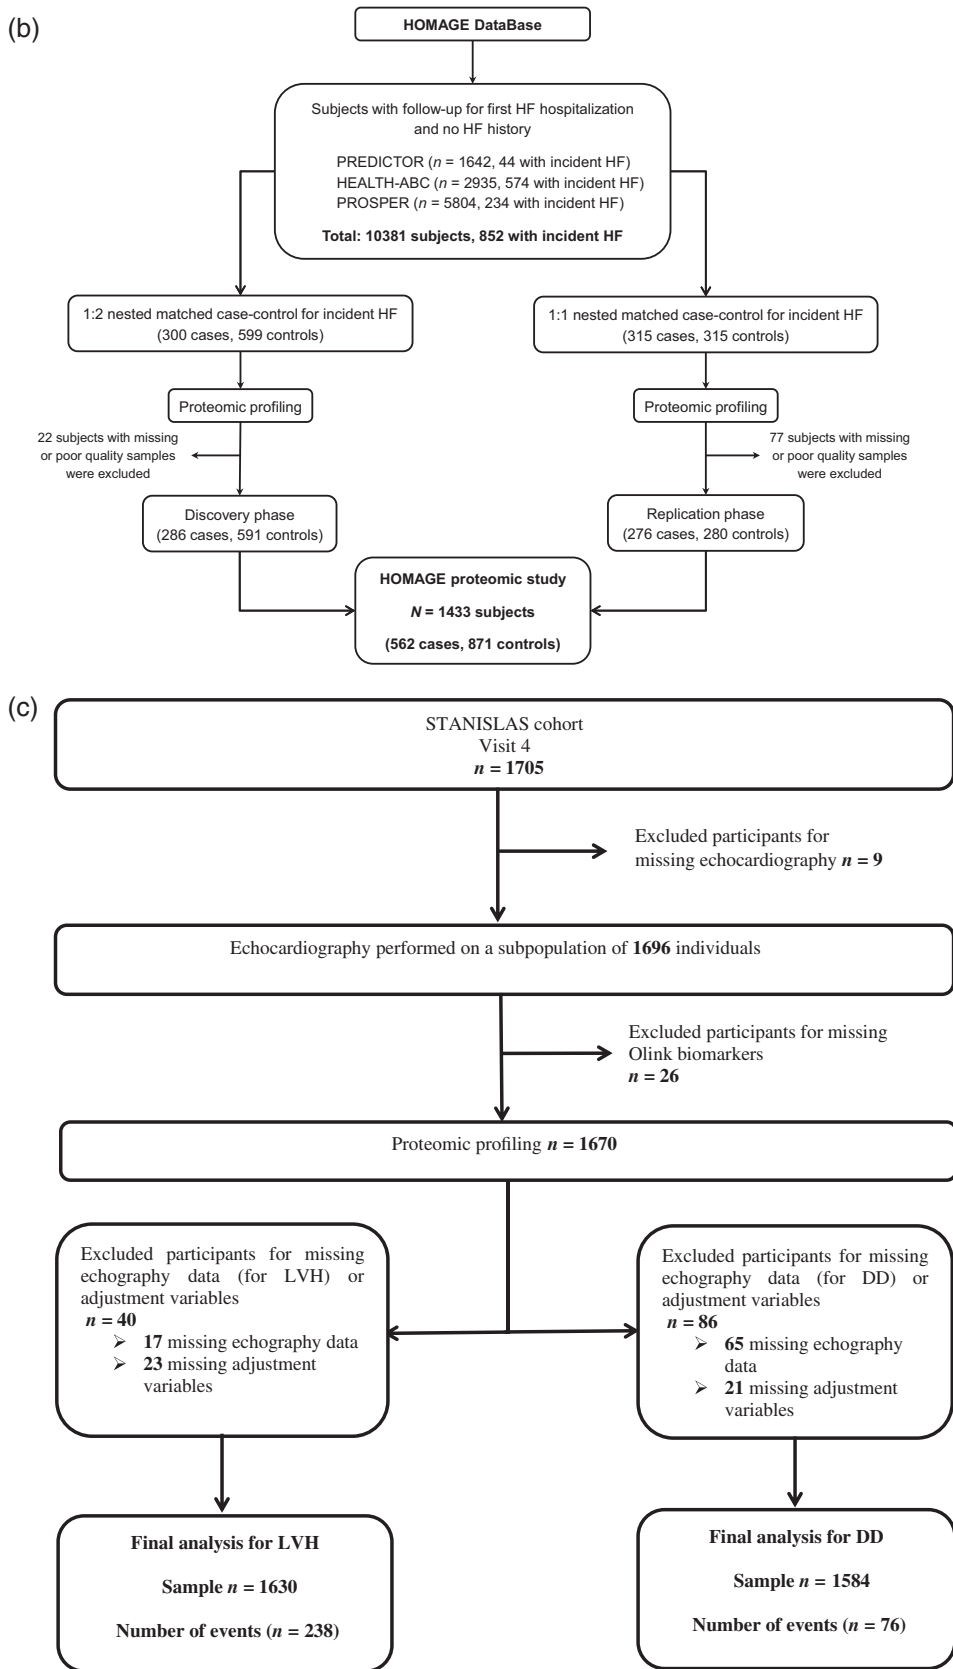 (b)
HOMAGE DataBase
Subjects with follow-up for first HF hospitalization
and no HF history
PREDICTOR (n = 1642, 44 with incident HF)
HEALTH-ABC (n = 2935, 574 with incident HF)
PROSPER (n = 5804, 234 with incident HF)
Total: 10381 subjects, 852 with incident HF
1:2 nested matched case-control for incident HF
(300 cases, 599 controls)
1:1 nested matched case-control for incident HF
(315 cases, 315 controls)
Proteomic profiling
Proteomic profiling
22 subjects with missing
or poor quality samples
were excluded
77 subjects with missing
or poor quality samples
were excluded
Discovery phase
(286 cases, 591 controls)
Replication phase
(276 cases, 280 controls)
HOMAGE proteomic study
N = 1433 subjects
(562 cases, 871 controls)
(c)
STANISLAS cohort
Visit 4
n = 1705
Excluded participants for
missing echocardiography n = 9
Echocardiography performed on a subpopulation of 1696 individuals
Excluded participants for missing
Olink biomarkers
n = 26
Proteomic profiling n = 1670
Excluded participants for missing
echography data (for LVH) or
adjustment variables
n = 40
➢ 17 missing echography data
➢ 23 missing adjustment
variables
Excluded participants for missing
echography data (for DD) or
adjustment variables
n = 86
➢ 65 missing echography
data
➢ 21 missing adjustment
variables
Final analysis for LVH
Sample n = 1630
Number of events (n = 238)
Final analysis for DD
Sample n = 1584
Number of events (n = 76)